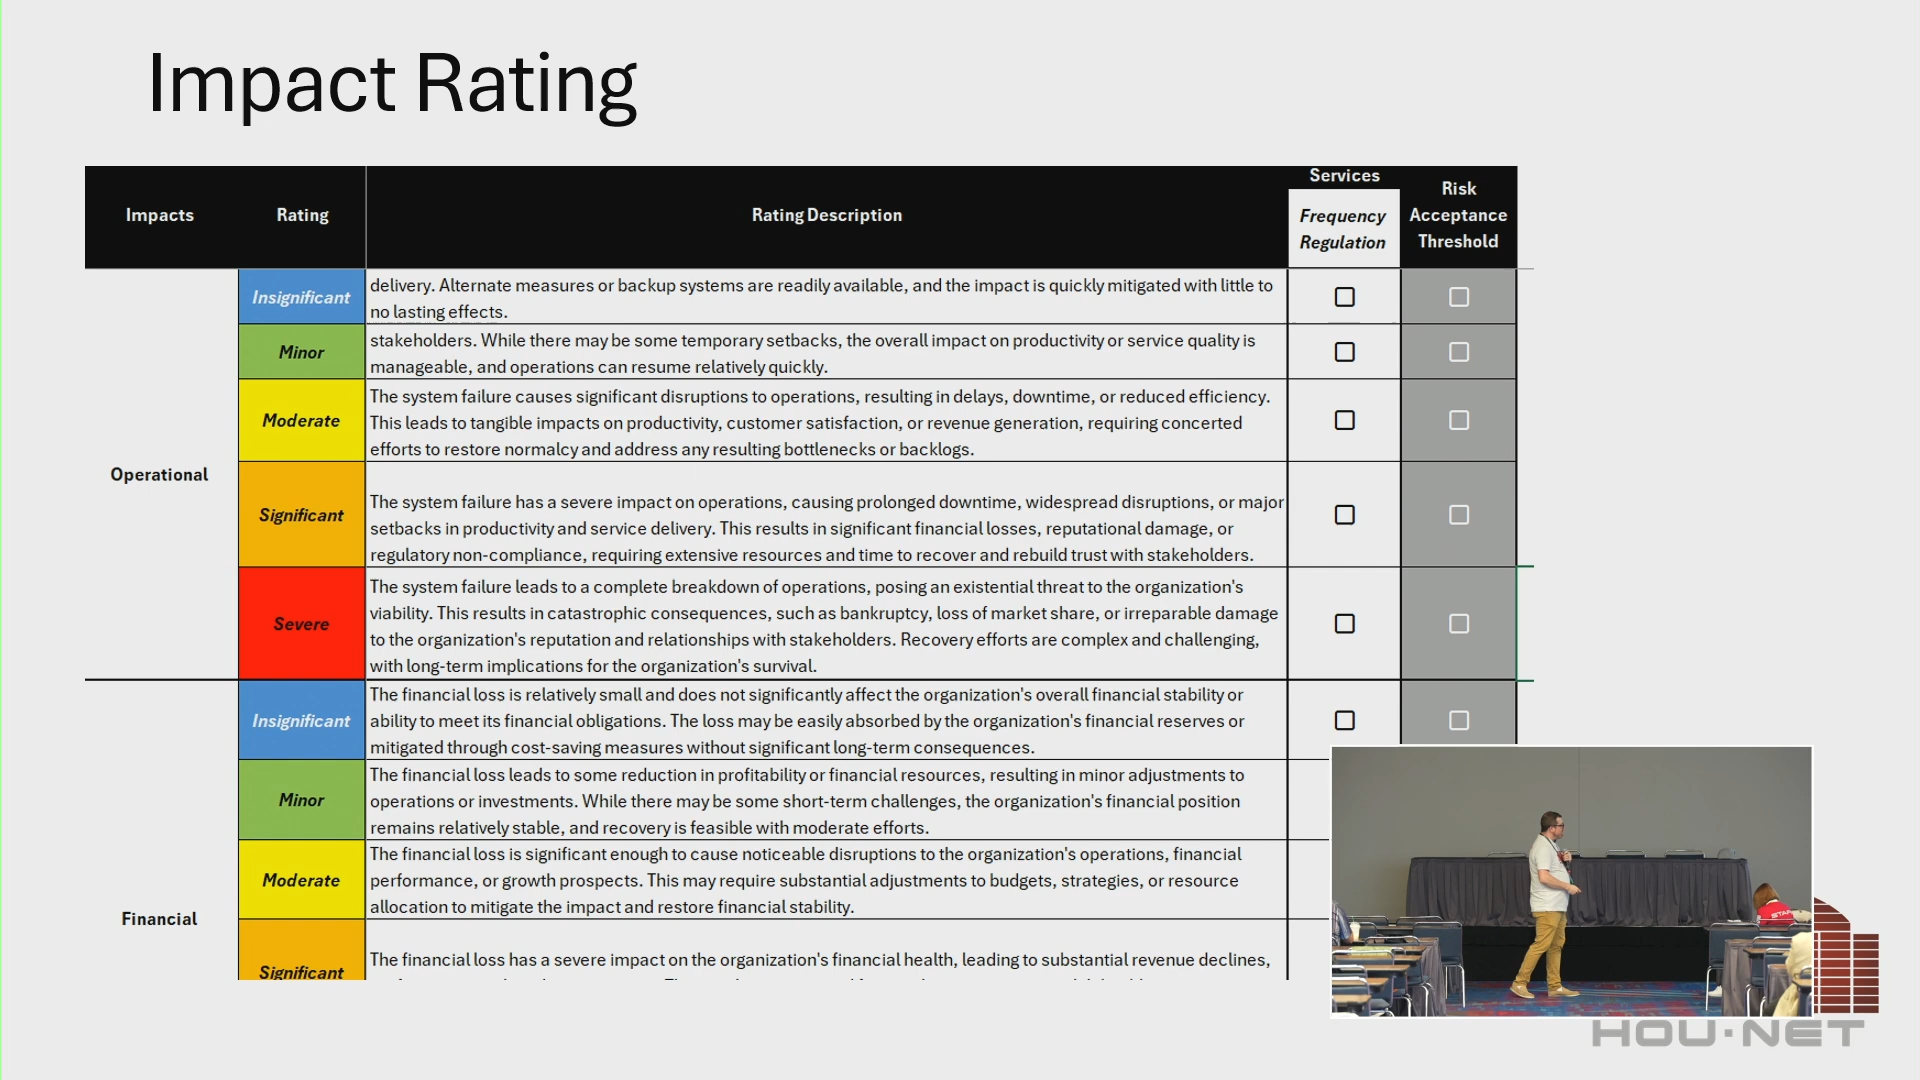 Impact Rating
Impacts
Rating
Rating Description
Services
Frequency
Regulation
Risk
Acceptance
Threshold
Operational
Insignificant
delivery. Alternate measures or backup systems are readily available, and the impact is quickly mitigated with little to
no lasting effects.
Minor
stakeholders. While there may be some temporary setbacks, the overall impact on productivity or service quality is
manageable, and operations can resume relatively quickly.
Moderate
The system failure causes significant disruptions to operations, resulting in delays, downtime, or reduced efficiency.
This leads to tangible impacts on productivity, customer satisfaction, or revenue generation, requiring concerted
efforts to restore normalcy and address any resulting bottlenecks or backlogs.
Significant
The system failure has a severe impact on operations, causing prolonged downtime, widespread disruptions, or major
setbacks in productivity and service delivery. This results in significant financial losses, reputational damage, or
regulatory non-compliance, requiring extensive resources and time to recover and rebuild trust with stakeholders.
Severe
The system failure leads to a complete breakdown of operations, posing an existential threat to the organization's
viability. This results in catastrophic consequences, such as bankruptcy, loss of market share, or irreparable damage
to the organization's reputation and relationships with stakeholders. Recovery efforts are complex and challenging,
with long-term implications for the organization's survival.
Financial
Insignificant
The financial loss is relatively small and does not significantly affect the organization's overall financial stability or
ability to meet its financial obligations. The loss may be easily absorbed by the organization's financial reserves or
mitigated through cost-saving measures without significant long-term consequences.
Minor
The financial loss leads to some reduction in profitability or financial resources, resulting in minor adjustments to
operations or investments. While there may be some short-term challenges, the organization's financial position
remains relatively stable, and recovery is feasible with moderate efforts.
Moderate
The financial loss is significant enough to cause noticeable disruptions to the organization's operations, financial
performance, or growth prospects. This may require substantial adjustments to budgets, strategies, or resource
allocation to mitigate the impact and restore financial stability.
Significant
The financial loss has a severe impact on the organization's financial health, leading to substantial revenue declines,
HOU·NET